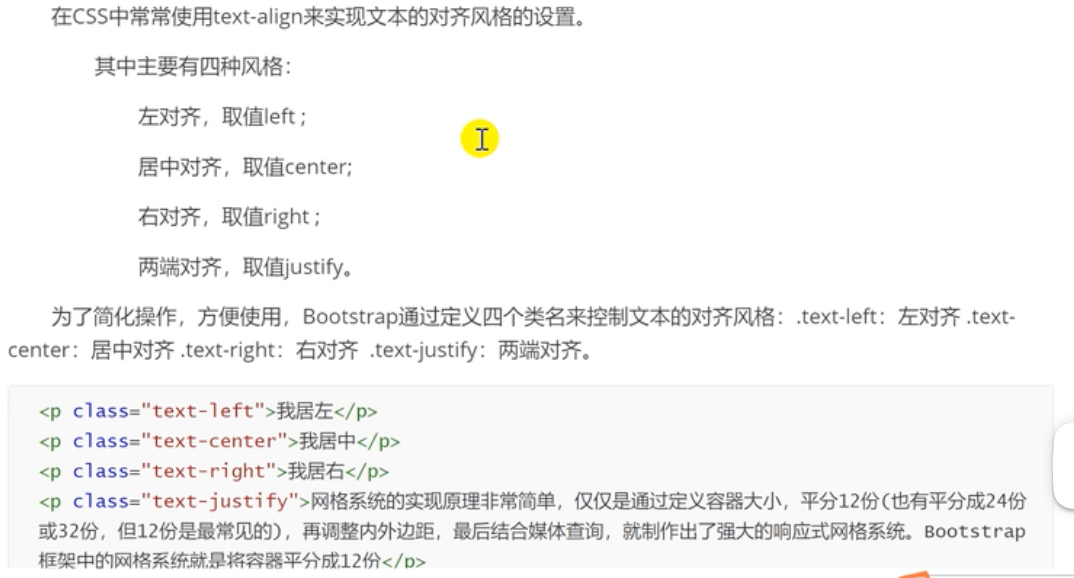 在CSS中常常使用text-align来实现文本的对齐风格的设置。
其中主要有四种风格：
左对齐，取值left；
居中对齐，取值center;
右对齐，取值right；
两端对齐，取值justify。
为了简化操作，方便使用，Bootstrap通过定义四个类名来控制文本的对齐风格：.text-left：左对齐 .text-
center：居中对齐 .text-right：右对齐 .text-justify：两端对齐。
<p class="text-left">我居左</p>
<p class="text-center">我居中</p>
<p class="text-right">我居右</p>
<p class="text-justify">网格系统的实现原理非常简单，仅仅是通过定义容器大小，平分12份(也有平分成24份
或32份，但12份是最常见的)，再调整内外边距，最后结合媒体查询，就制作出了强大的响应式网格系统。Bootstrap
框架中的网格系统就是将容器平分成12份</p>